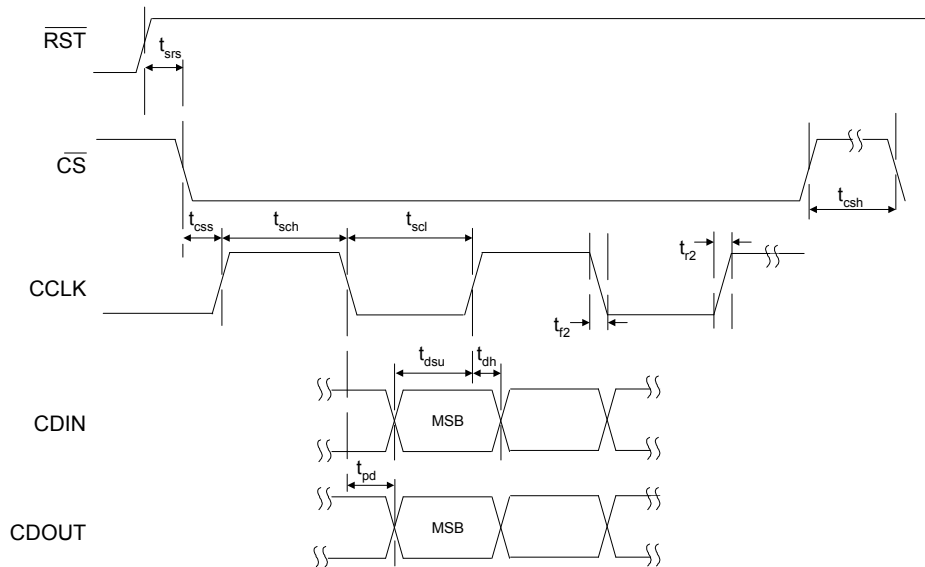 RST
t_srs
CS
t_csh
t_css
t_sch
t_scl
t_r2
CCLK
t_f2
t_dsu
t_dh
CDIN
MSB
t_pd
CDOUT
MSB